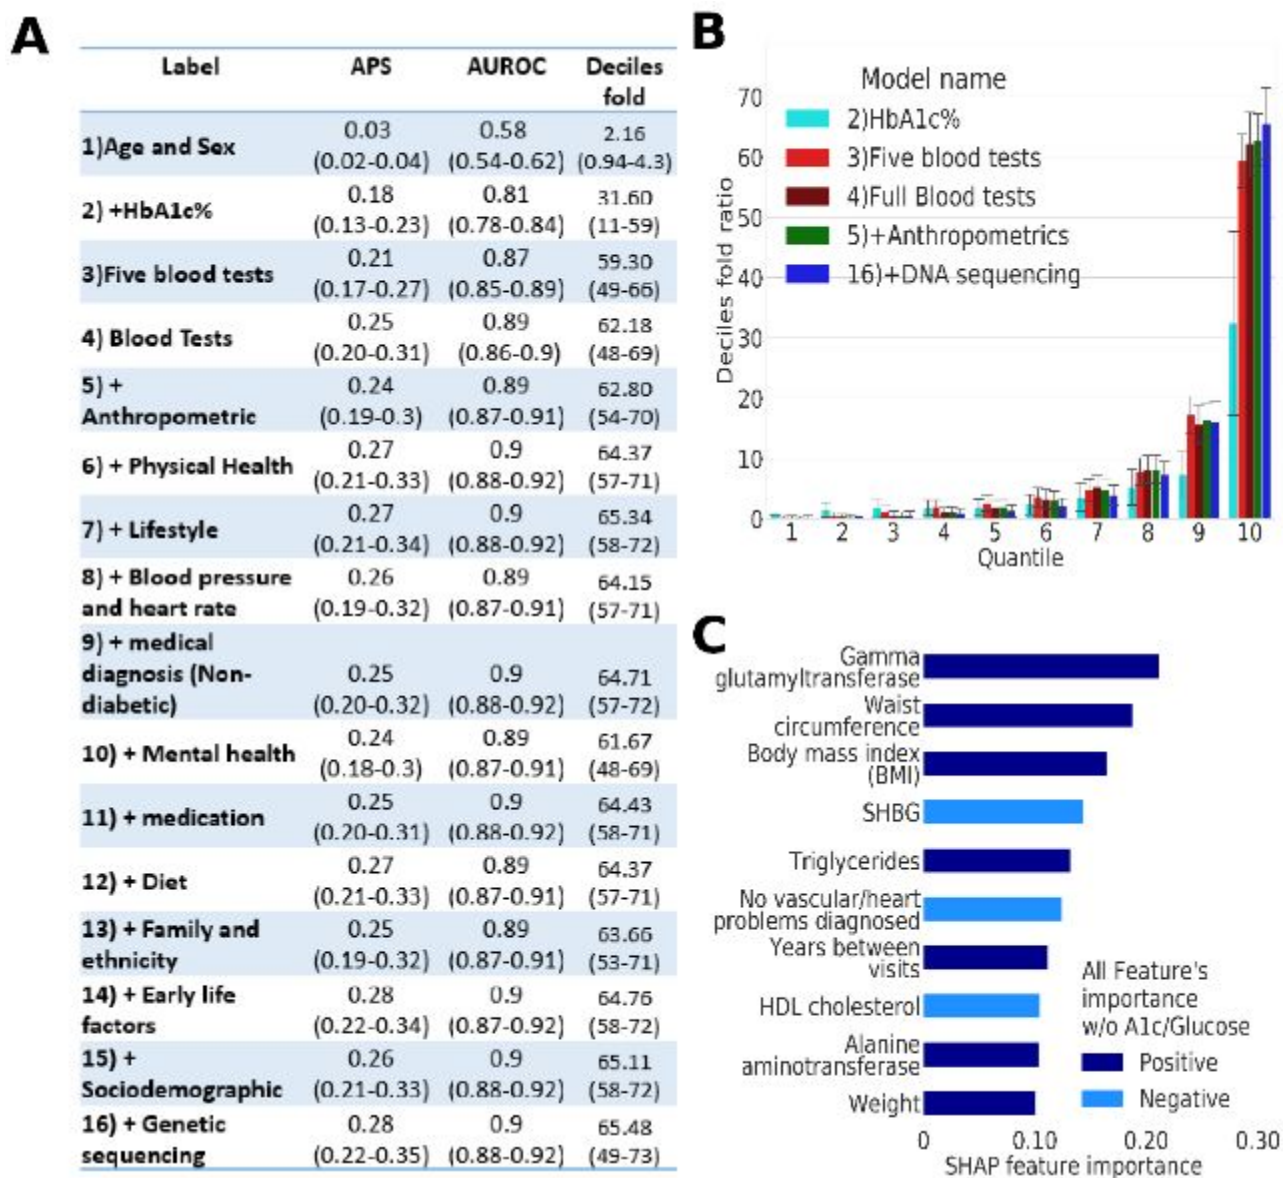 A
Label APS AUROC Deciles
fold
1)Age and Sex 0.03 0.58 2.16
(0.02-0.04) (0.54-0.62) (0.94-4.3)
2) +HbA1c% 0.18 0.81 31.60
(0.13-0.23) (0.78-0.84) (11-59)
3)Five blood tests 0.21 0.87 59.30
(0.17-0.27) (0.85-0.89) (49-66)
4) Blood Tests 0.25 0.89 62.18
(0.20-0.31) (0.86-0.9) (48-69)
5) + 0.24 0.89 62.80
Anthropometric (0.19-0.3) (0.87-0.91) (54-70)
6) + Physical Health 0.27 0.9 64.37
(0.21-0.33) (0.88-0.92) (57-71)
7) + Lifestyle 0.27 0.9 65.34
(0.21-0.34) (0.88-0.92) (58-72)
8) + Blood pressure 0.26 0.89 64.15
and heart rate (0.19-0.32) (0.87-0.91) (57-71)
9) + medical
diagnosis (Non- 0.25 0.9 64.71
diabetic) (0.20-0.32) (0.88-0.92) (57-72)
10) + Mental health 0.24 0.89 61.67
(0.18-0.3) (0.87-0.91) (48-69)
11) + medication 0.25 0.9 64.43
(0.20-0.31) (0.88-0.92) (58-71)
12) + Diet 0.27 0.89 64.37
(0.21-0.33) (0.87-0.91) (57-71)
13) + Family and 0.25 0.89 63.66
ethnicity (0.19-0.32) (0.87-0.91) (53-71)
14) + Early life 0.28 0.9 64.76
factors (0.22-0.34) (0.87-0.92) (58-72)
15) + 0.26 0.9 65.11
Sociodemographic (0.21-0.33) (0.88-0.92) (58-72)
16) + Genetic 0.28 0.9 65.48
sequencing (0.22-0.35) (0.88-0.92) (49-73)
B
Model name
2)HbA1c%
3)Five blood tests
4)Full Blood tests
5)+Anthropometrics
16)+DNA sequencing
Deciles fold ratio
70
60
50
40
30
20
10
0
1 2 3 4 5 6 7 8 9 10
Quantile
C
Gamma
glutamyltransferase
Waist
circumference
Body mass index
(BMI)
SHBG
Triglycerides
No vascular/heart
problems diagnosed
Years between
visits
HDL cholesterol
Alanine
aminotransferase
Weight
All Feature's
importance
w/o A1c/Glucose
Positive
Negative
0 0.10 0.20 0.30
SHAP feature importance